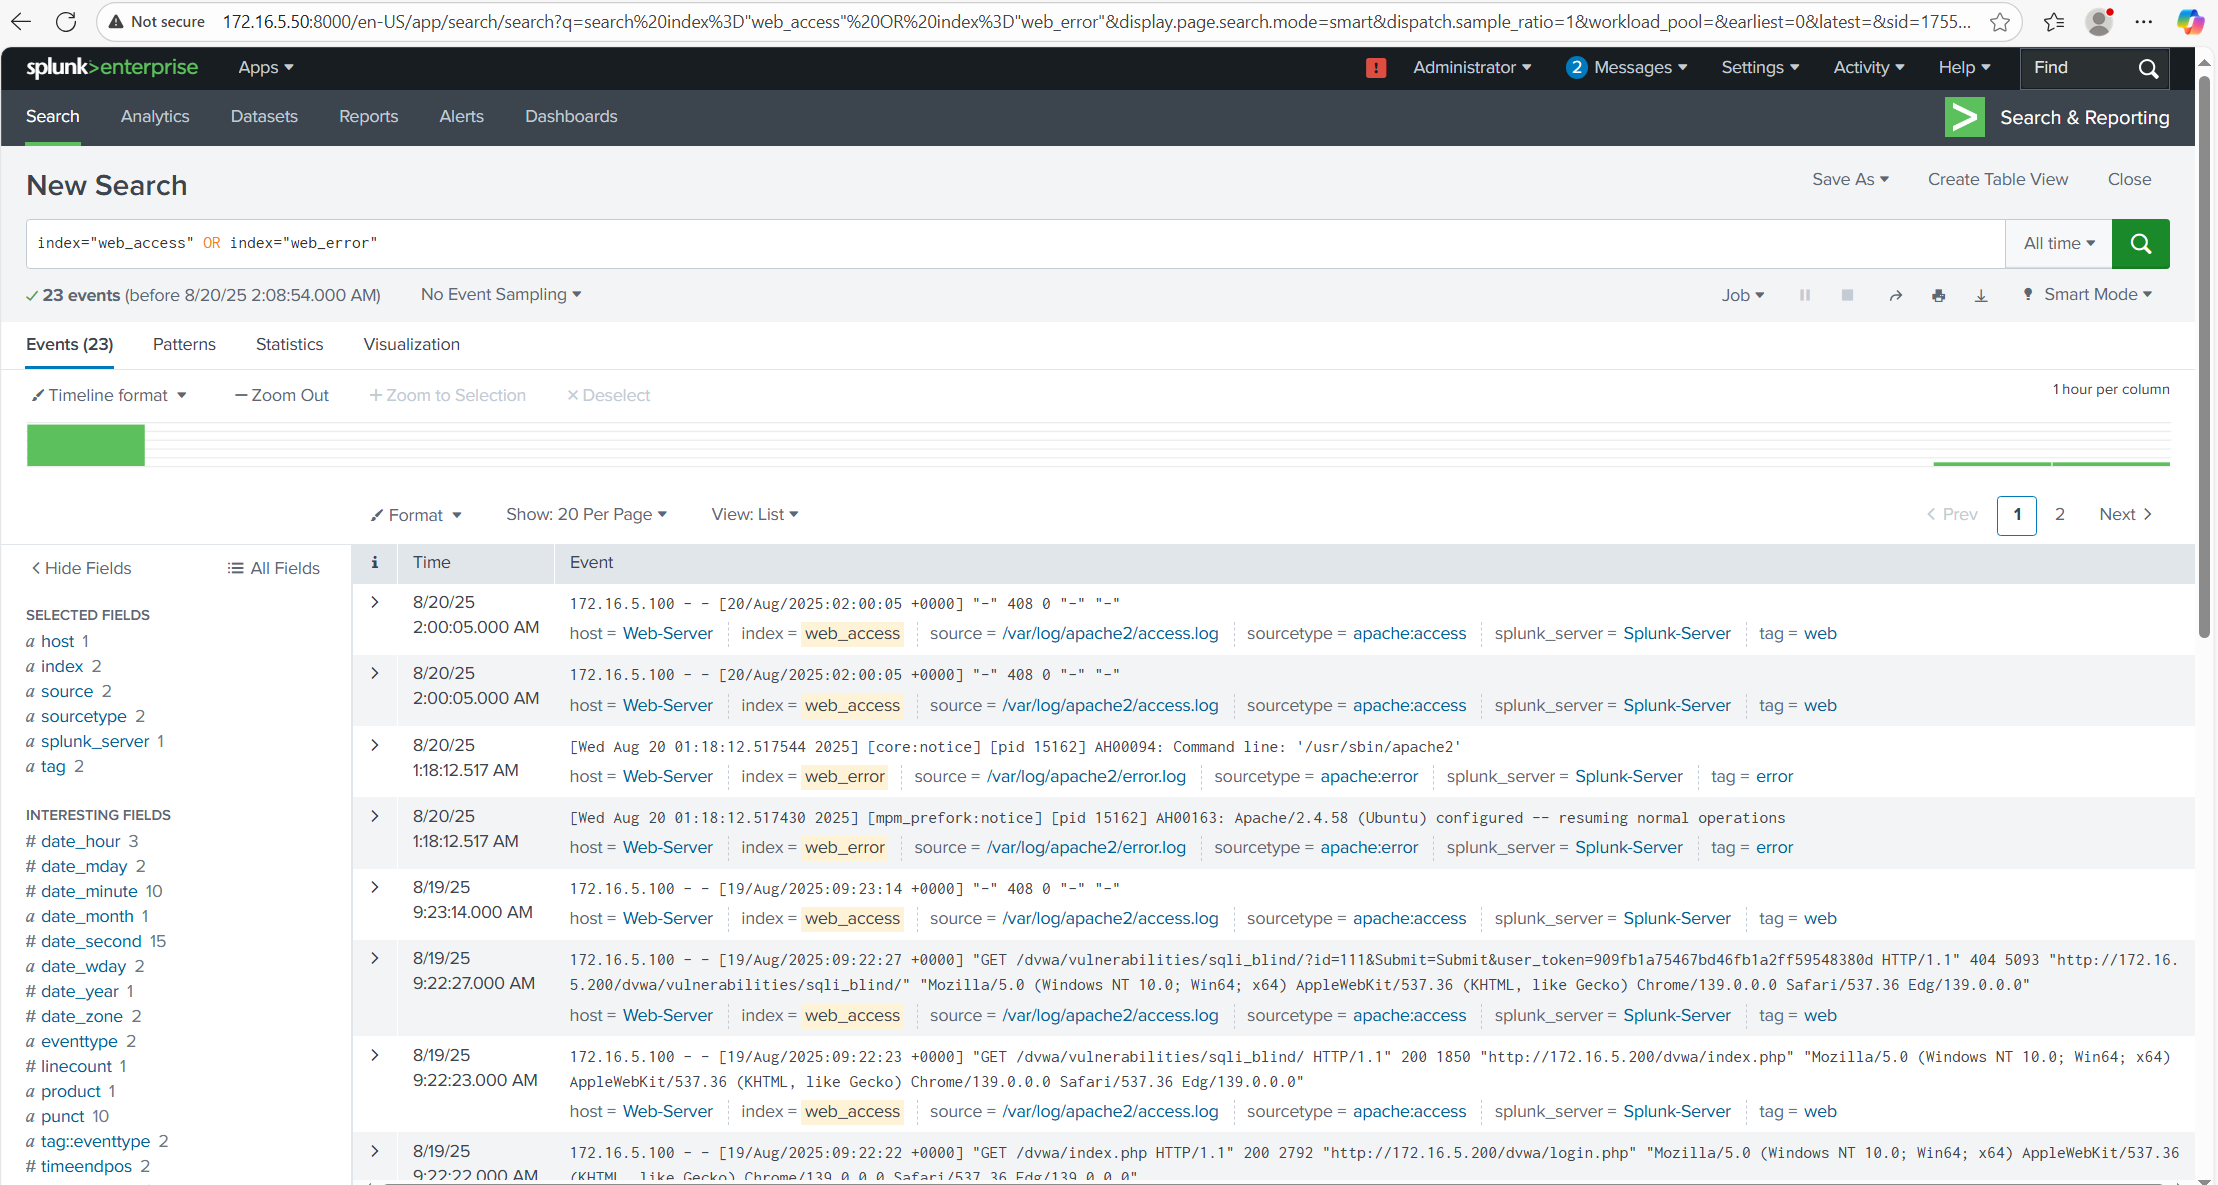 Not secure 172.16.5.50:8000/en-US/app/search/search?q=search%20index%3D"web_access"%20OR%20index%3D"web_error"&display.page.search.mode=smart&dispatch.sample_ratio=1&workload_pool=&earliest=0&latest=&sid=1755...
splunk>enterprise Apps Administrator 2 Messages Settings Activity Help Find
Search Analytics Datasets Reports Alerts Dashboards Search & Reporting
New Search Save As Create Table View Close
index="web_access" OR index="web_error" All time
23 events (before 8/20/25 2:08:54.000 AM) No Event Sampling Job Smart Mode
Events (23) Patterns Statistics Visualization
Timeline format Zoom Out Zoom to Selection Deselect 1 hour per column
Format Show: 20 Per Page View: List Prev 1 2 Next
Hide Fields All Fields
SELECTED FIELDS
a host 1
a index 2
a source 2
a sourcetype 2
a splunk_server 1
a tag 2
INTERESTING FIELDS
# date_hour 3
# date_mday 2
# date_minute 10
a date_month 1
# date_second 15
a date_wday 2
# date_year 1
# date_zone 2
a eventtype 2
# linecount 1
a product 1
a punct 10
a tag::eventtype 2
# timeendpos 2
i Time Event
8/20/25
2:00:05.000 AM
172.16.5.100 - - [20/Aug/2025:02:00:05 +0000] "-" 408 0 "-" "-"
host = Web-Server index = web_access source = /var/log/apache2/access.log sourcetype = apache:access splunk_server = Splunk-Server tag = web
8/20/25
2:00:05.000 AM
172.16.5.100 - - [20/Aug/2025:02:00:05 +0000] "-" 408 0 "-" "-"
host = Web-Server index = web_access source = /var/log/apache2/access.log sourcetype = apache:access splunk_server = Splunk-Server tag = web
8/20/25
1:18:12.517 AM
[Wed Aug 20 01:18:12.517544 2025] [core:notice] [pid 15162] AH00094: Command line: '/usr/sbin/apache2'
host = Web-Server index = web_error source = /var/log/apache2/error.log sourcetype = apache:error splunk_server = Splunk-Server tag = error
8/20/25
1:18:12.517 AM
[Wed Aug 20 01:18:12.517430 2025] [mpm_prefork:notice] [pid 15162] AH00163: Apache/2.4.58 (Ubuntu) configured -- resuming normal operations
host = Web-Server index = web_error source = /var/log/apache2/error.log sourcetype = apache:error splunk_server = Splunk-Server tag = error
8/19/25
9:23:14.000 AM
172.16.5.100 - - [19/Aug/2025:09:23:14 +0000] "-" 408 0 "-" "-"
host = Web-Server index = web_access source = /var/log/apache2/access.log sourcetype = apache:access splunk_server = Splunk-Server tag = web
8/19/25
9:22:27.000 AM
172.16.5.100 - - [19/Aug/2025:09:22:27 +0000] "GET /dvwa/vulnerabilities/sqli_blind/?id=111&Submit=Submit&user_token=909fb1a75467bd46fb1a2ff59548380d HTTP/1.1" 404 5093 "http://172.16.
5.200/dvwa/vulnerabilities/sqli_blind/" "Mozilla/5.0 (Windows NT 10.0; Win64; x64) AppleWebKit/537.36 (KHTML, like Gecko) Chrome/139.0.0.0 Safari/537.36 Edg/139.0.0.0"
host = Web-Server index = web_access source = /var/log/apache2/access.log sourcetype = apache:access splunk_server = Splunk-Server tag = web
8/19/25
9:22:23.000 AM
172.16.5.100 - - [19/Aug/2025:09:22:23 +0000] "GET /dvwa/vulnerabilities/sqli_blind/ HTTP/1.1" 200 1850 "http://172.16.5.200/dvwa/index.php" "Mozilla/5.0 (Windows NT 10.0; Win64; x64)
AppleWebKit/537.36 (KHTML, like Gecko) Chrome/139.0.0.0 Safari/537.36 Edg/139.0.0.0"
host = Web-Server index = web_access source = /var/log/apache2/access.log sourcetype = apache:access splunk_server = Splunk-Server tag = web
8/19/25
9:22:22.000 AM
172.16.5.100 - - [19/Aug/2025:09:22:22 +0000] "GET /dvwa/index.php HTTP/1.1" 200 2792 "http://172.16.5.200/dvwa/login.php" "Mozilla/5.0 (Windows NT 10.0; Win64; x64) AppleWebKit/537.36
(KHTML, like Gecko) Chrome/139.0.0.0 Safari/537.36 Edg/139.0.0.0"